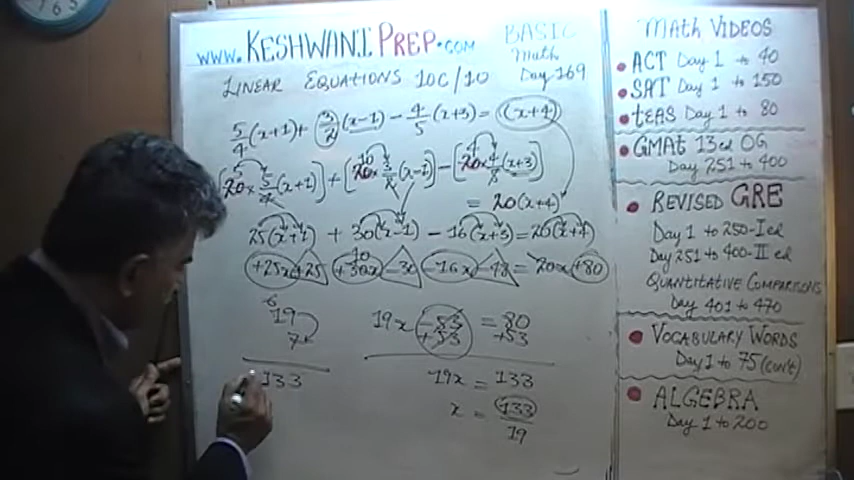 www.KESHWANI PREP.com
BASIC
Math
Day 169
LINEAR EQUATIONS 10C/10
5/4 (x+1) + 3/2 (x-1) - 4/5 (x+3) = (x+4)
[20 x 5/4 (x+1)] + [20 x 3/2 (x-1)] - [20 x 4/5 (x+3)]
= 20(x+4)
25(x+1) + 30(x-1) - 16(x+3) = 20(x+4)
+25x +25 +30x -30 -16x -48 = 20x +80
19x -53 = 80
+53 +53
19x = 133
x = 133/19
6
19
7x
133
Math VIDEOS
ACT Day 1 to 40
SAT Day 1 to 150
tEAS Day 1 to 80
GMAt 13ed OG
Day 251 to 400
REVISED GRE
Day 1 to 250-Ied
Day 251 to 400-II ed
QUANTITATIVE COMPARISONS
Day 401 to 470
VOCABULARY WORDS
Day 1 to 75 (con't)
ALGEBRA
Day 1 to 200